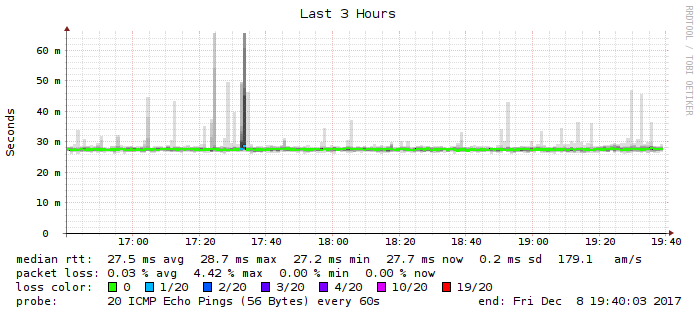 Last 3 Hours
RRDTOOL / TOBI OETIKER
Seconds
60 m
50 m
40 m
30 m
20 m
10 m
0
17:00 17:20 17:40 18:00 18:20 18:40 19:00 19:20 19:40
median rtt: 27.5 ms avg 28.7 ms max 27.2 ms min 27.7 ms now 0.2 ms sd 179.1 am/s
packet loss: 0.03 % avg 4.42 % max 0.00 % min 0.00 % now
loss color: 0 1/20 2/20 3/20 4/20 10/20 19/20
probe: 20 ICMP Echo Pings (56 Bytes) every 60s end: Fri Dec 8 19:40:03 2017